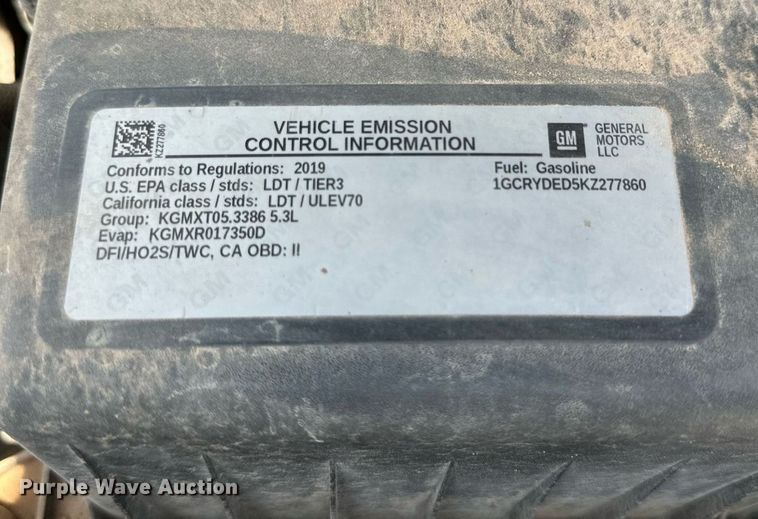 KZ277860
VEHICLE EMISSION
CONTROL INFORMATION
GM
GENERAL
MOTORS
LLC
Conforms to Regulations: 2019
U.S. EPA class / stds: LDT / TIER3
California class / stds: LDT / ULEV70
Group: KGMXT05.3386 5.3L
Evap: KGMXR017350D
DFI/HO2S/TWC, CA OBD: II
Fuel: Gasoline
1GCRYDED5KZ277860
Purple Wave Auction